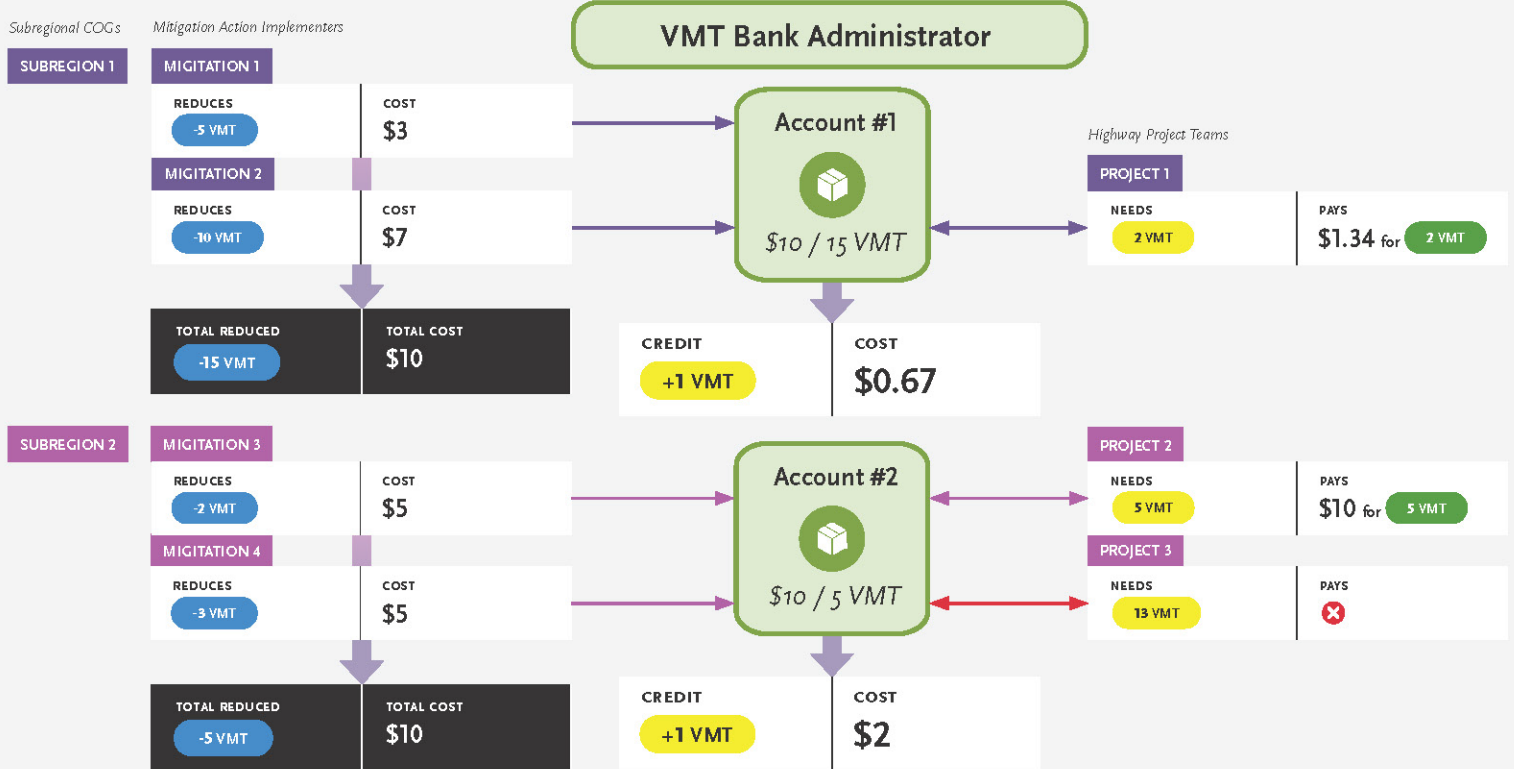 Subregional COGs
Mitigation Action Implementers
VMT Bank Administrator
SUBREGION 1
MIGITATION 1
REDUCES
-5 VMT
COST
$3
MIGITATION 2
REDUCES
-10 VMT
COST
$7
TOTAL REDUCED
-15 VMT
TOTAL COST
$10
Account #1
$10 / 15 VMT
CREDIT
+1 VMT
COST
$0.67
Highway Project Teams
PROJECT 1
NEEDS
2 VMT
PAYS
$1.34 for 2 VMT
SUBREGION 2
MIGITATION 3
REDUCES
-2 VMT
COST
$5
MIGITATION 4
REDUCES
-3 VMT
COST
$5
TOTAL REDUCED
-5 VMT
TOTAL COST
$10
Account #2
$10 / 5 VMT
CREDIT
+1 VMT
COST
$2
PROJECT 2
NEEDS
5 VMT
PAYS
$10 for 5 VMT
PROJECT 3
NEEDS
13 VMT
PAYS